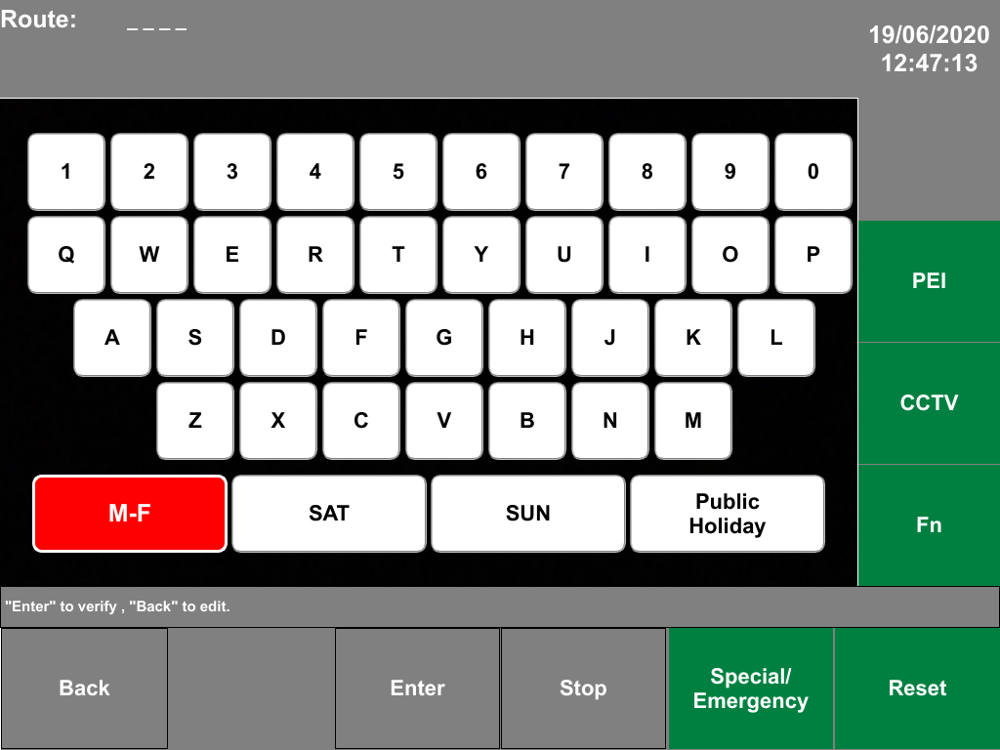 Route: _ _ _ _
19/06/2020
12:47:13
1 2 3 4 5 6 7 8 9 0
Q W E R T Y U I O P
A S D F G H J K L
Z X C V B N M
M-F SAT SUN Public
Holiday
PEI
CCTV
Fn
"Enter" to verify , "Back" to edit.
Back Enter Stop Special/
Emergency Reset